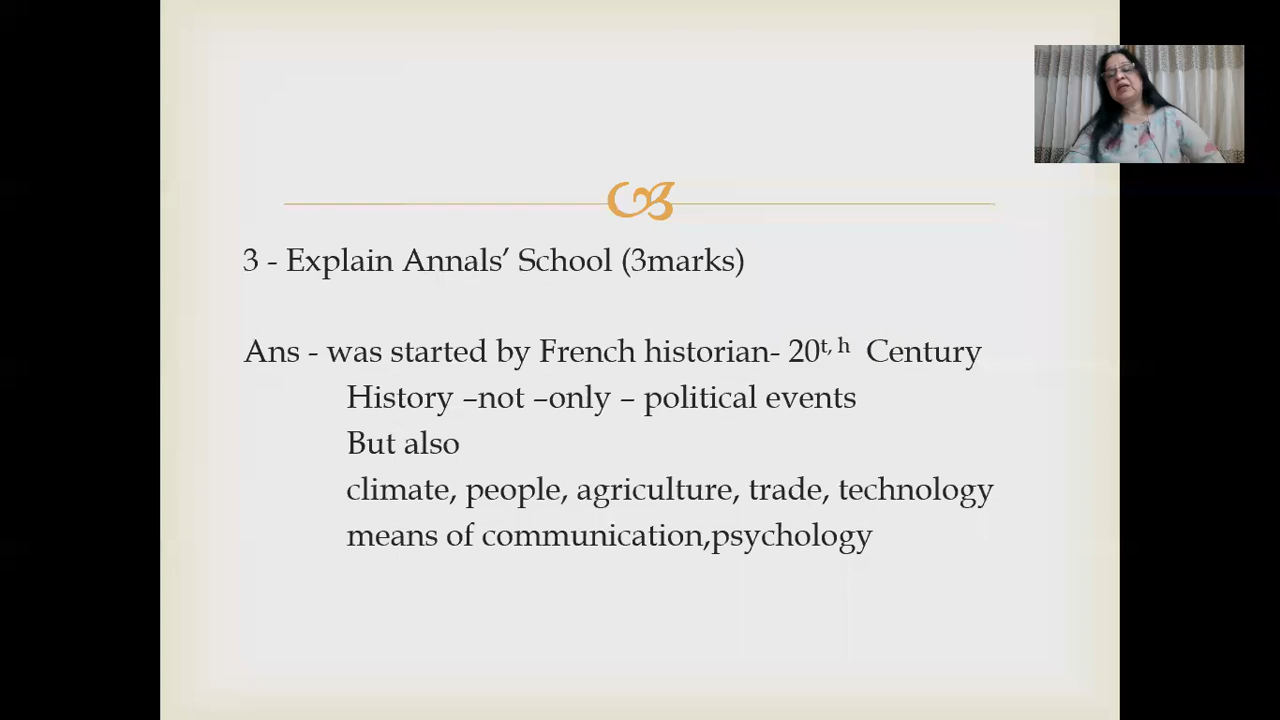 3 - Explain Annals’ School (3marks)
Ans - was started by French historian- 20t, h Century
History –not –only – political events
But also
climate, people, agriculture, trade, technology
means of communication,psychology